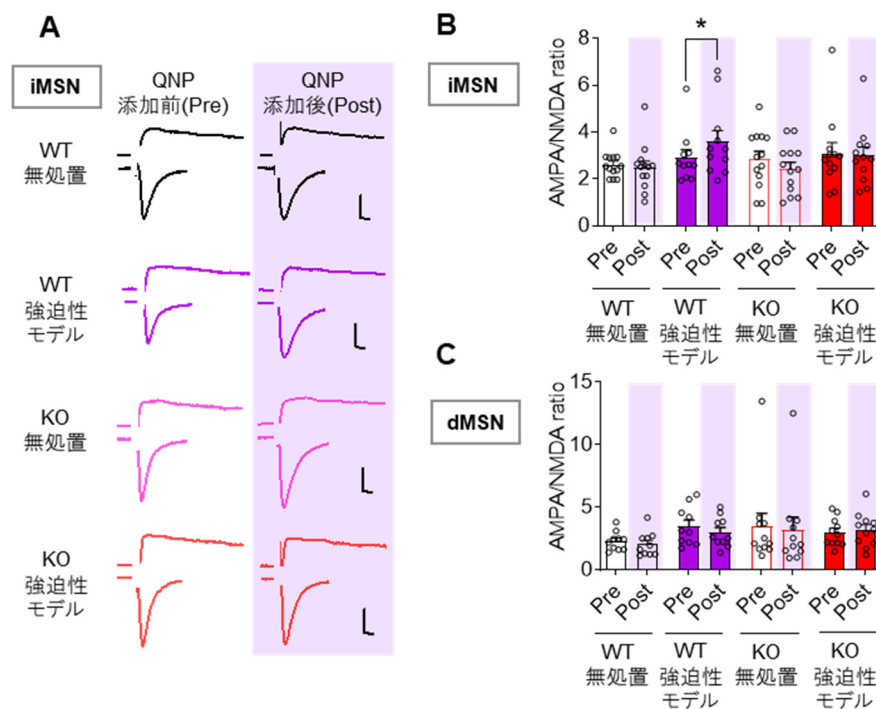 A
iMSN
QNP
添加前(Pre)
QNP
添加後(Post)
WT
無処置
WT
強迫性
モデル
KO
無処置
KO
強迫性
モデル
B
iMSN
AMPA/NMDA ratio
8
6
4
2
0
*
Pre
Post
Pre
Post
Pre
Post
Pre
Post
WT
無処置
WT
強迫性
モデル
KO
無処置
KO
強迫性
モデル
C
dMSN
AMPA/NMDA ratio
15
10
5
0
Pre
Post
Pre
Post
Pre
Post
Pre
Post
WT
無処置
WT
強迫性
モデル
KO
無処置
KO
強迫性
モデル